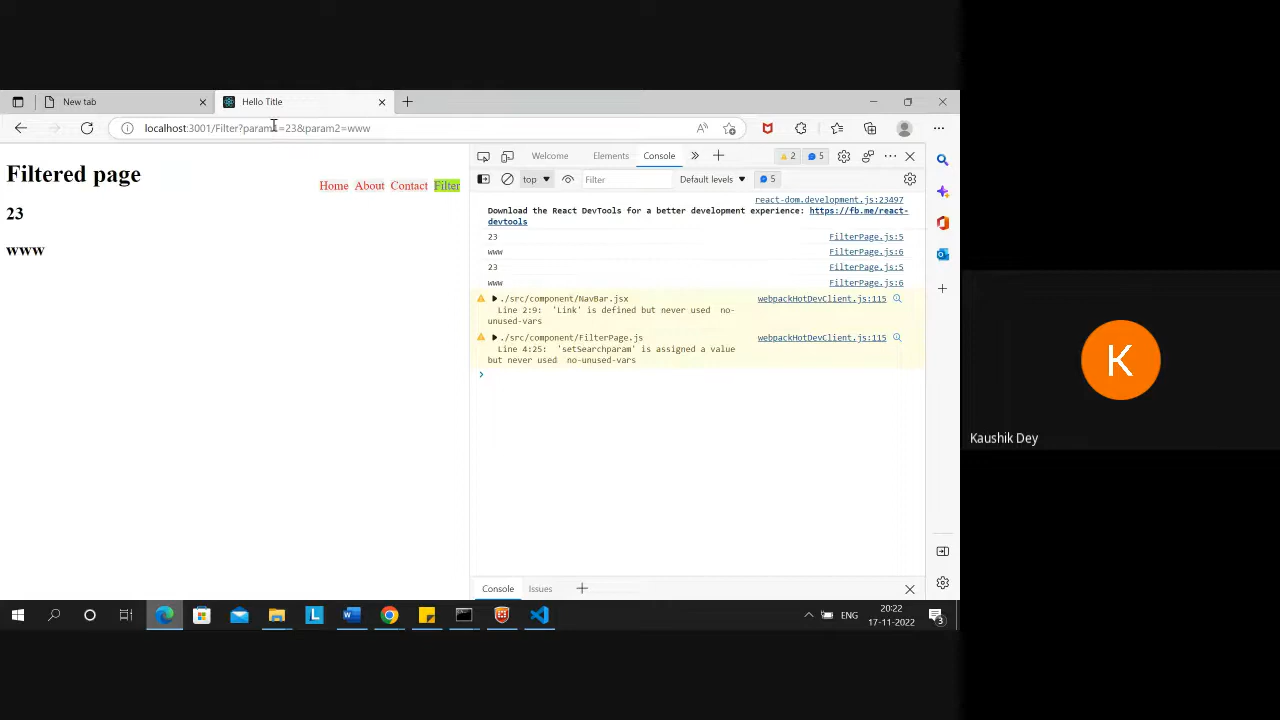 New tab
Hello Title
localhost:3001/Filter?param1=23&param2=www
Filtered page
Home About Contact Filter
23
www
Welcome Elements Console
2
5
top Filter Default levels 5
react-dom.development.js:23497
Download the React DevTools for a better development experience: https://fb.me/react-
devtools
23 FilterPage.js:5
www FilterPage.js:6
23 FilterPage.js:5
www FilterPage.js:6
./src/component/NavBar.jsx webpackHotDevClient.js:115
Line 2:9: 'Link' is defined but never used no-
unused-vars
./src/component/FilterPage.js webpackHotDevClient.js:115
Line 4:25: 'setSearchparam' is assigned a value
but never used no-unused-vars
Console Issues
K
Kaushik Dey
ENG
20:22
17-11-2022
3